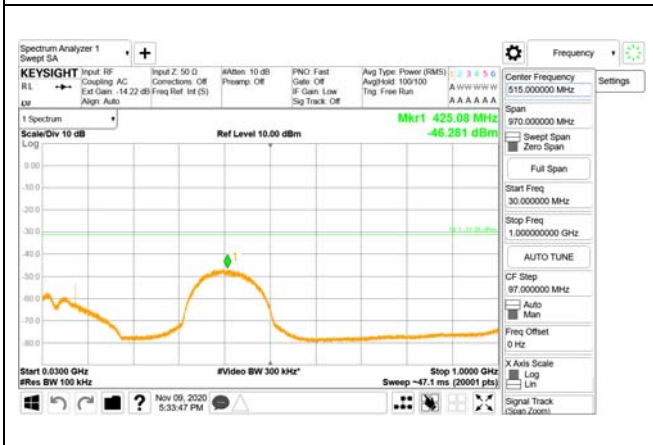 Spectrum Analyzer 1
Swept SA
+
Frequency
KEYSIGHT
RL
Input: RF
Coupling: AC
Ext Gain: -14.22 dB
Align: Auto
Input Z: 50 Ω
Corrections: Off
Freq Ref: Int (S)
#Atten: 10 dB
Preamp: Off
PNO: Fast
Gate: Off
IF Gain: Low
Sig Track: Off
Avg Type: Power (RMS)
Avg|Hold: 100/100
Trig: Free Run
1 2 3 4 5 6
A W W W W W
A A A A A A
Center Frequency
515.000000 MHz
Settings
1 Spectrum
Scale/Div 10 dB
Ref Level 10.00 dBm
Mkr1 425.08 MHz
-46.281 dBm
Span
970.000000 MHz
Swept Span
Zero Span
Full Span
Start Freq
30.000000 MHz
Stop Freq
1.000000000 GHz
AUTO TUNE
CF Step
97.000000 MHz
Auto
Man
Freq Offset
0 Hz
X Axis Scale
Log
Lin
Signal Track
(Span Zoom)
Log
0.00
-10.0
-20.0
-30.0
-40.0
-50.0
-60.0
-70.0
-80.0
1
Start 0.0300 GHz
#Res BW 100 kHz
#Video BW 300 kHz*
Stop 1.0000 GHz
Sweep ~47.1 ms (20001 pts)
?
Nov 09, 2020
5:33:47 PM